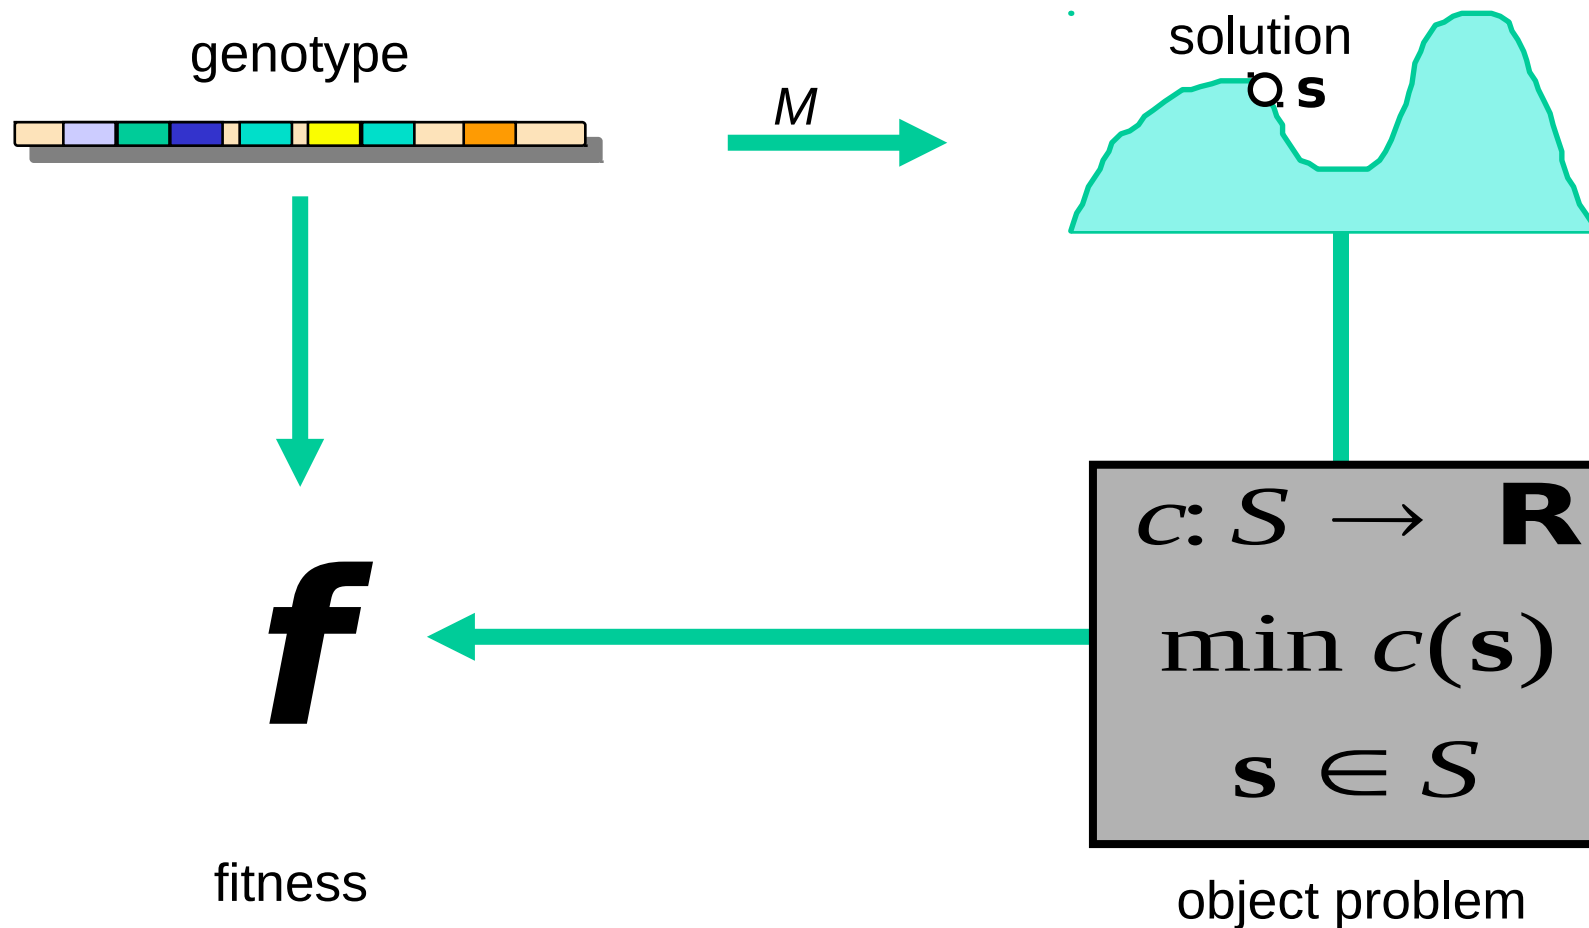 genotype
M
solution
s
c: S → R
min c(s)
s ∈ S
f
fitness
object problem